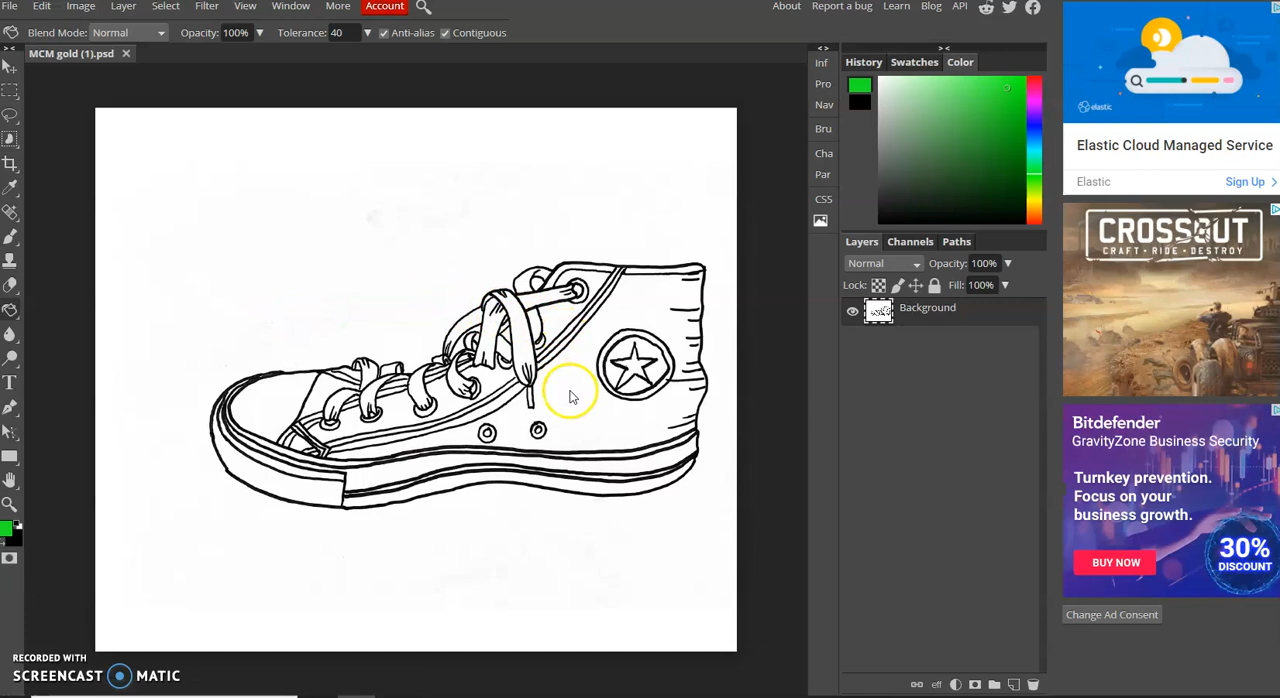 File Edit Image Layer Select Filter View Window More Account About Report a bug Learn Blog API
Blend Mode: Normal Opacity: 100% Tolerance: 40 Anti-alias Contiguous
MCM gold (1).psd
Inf
Pro
Nav
Bru
Cha
Par
CSS
History Swatches Color
Layers Channels Paths
Normal Opacity: 100%
Lock: Fill: 100%
Background
eff
elastic
Elastic Cloud Managed Service
Elastic Sign Up
CROSSOUT
CRAFT • RIDE • DESTROY
Bitdefender
GravityZone Business Security
Turnkey prevention.
Focus on your
business growth.
BUY NOW
30%
DISCOUNT
Change Ad Consent
RECORDED WITH
SCREENCAST MATIC